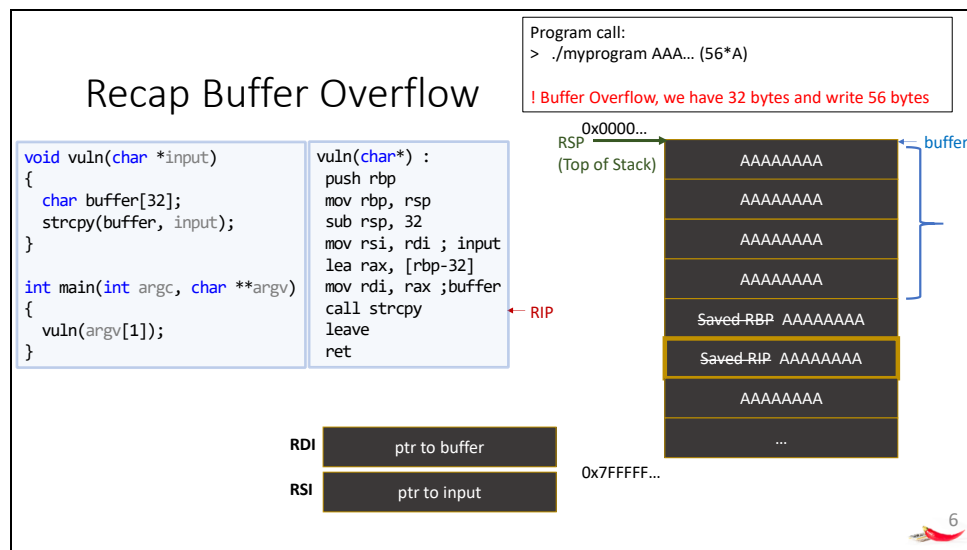 Program call:
> ./myprogram AAA... (56*A)
! Buffer Overflow, we have 32 bytes and write 56 bytes
Recap Buffer Overflow
void vuln(char *input)
{
char buffer[32];
strcpy(buffer, input);
}
int main(int argc, char **argv)
{
vuln(argv[1]);
}
vuln(char*) :
push rbp
mov rbp, rsp
sub rsp, 32
mov rsi, rdi ; input
lea rax, [rbp-32]
mov rdi, rax ;buffer
call strcpy
leave
ret
RIP
0x0000...
RSP
(Top of Stack)
buffer
AAAAAAAA
AAAAAAAA
AAAAAAAA
AAAAAAAA
Saved RBP AAAAAAAA
Saved RIP AAAAAAAA
AAAAAAAA
...
0x7FFFFF...
RDI ptr to buffer
RSI ptr to input
6